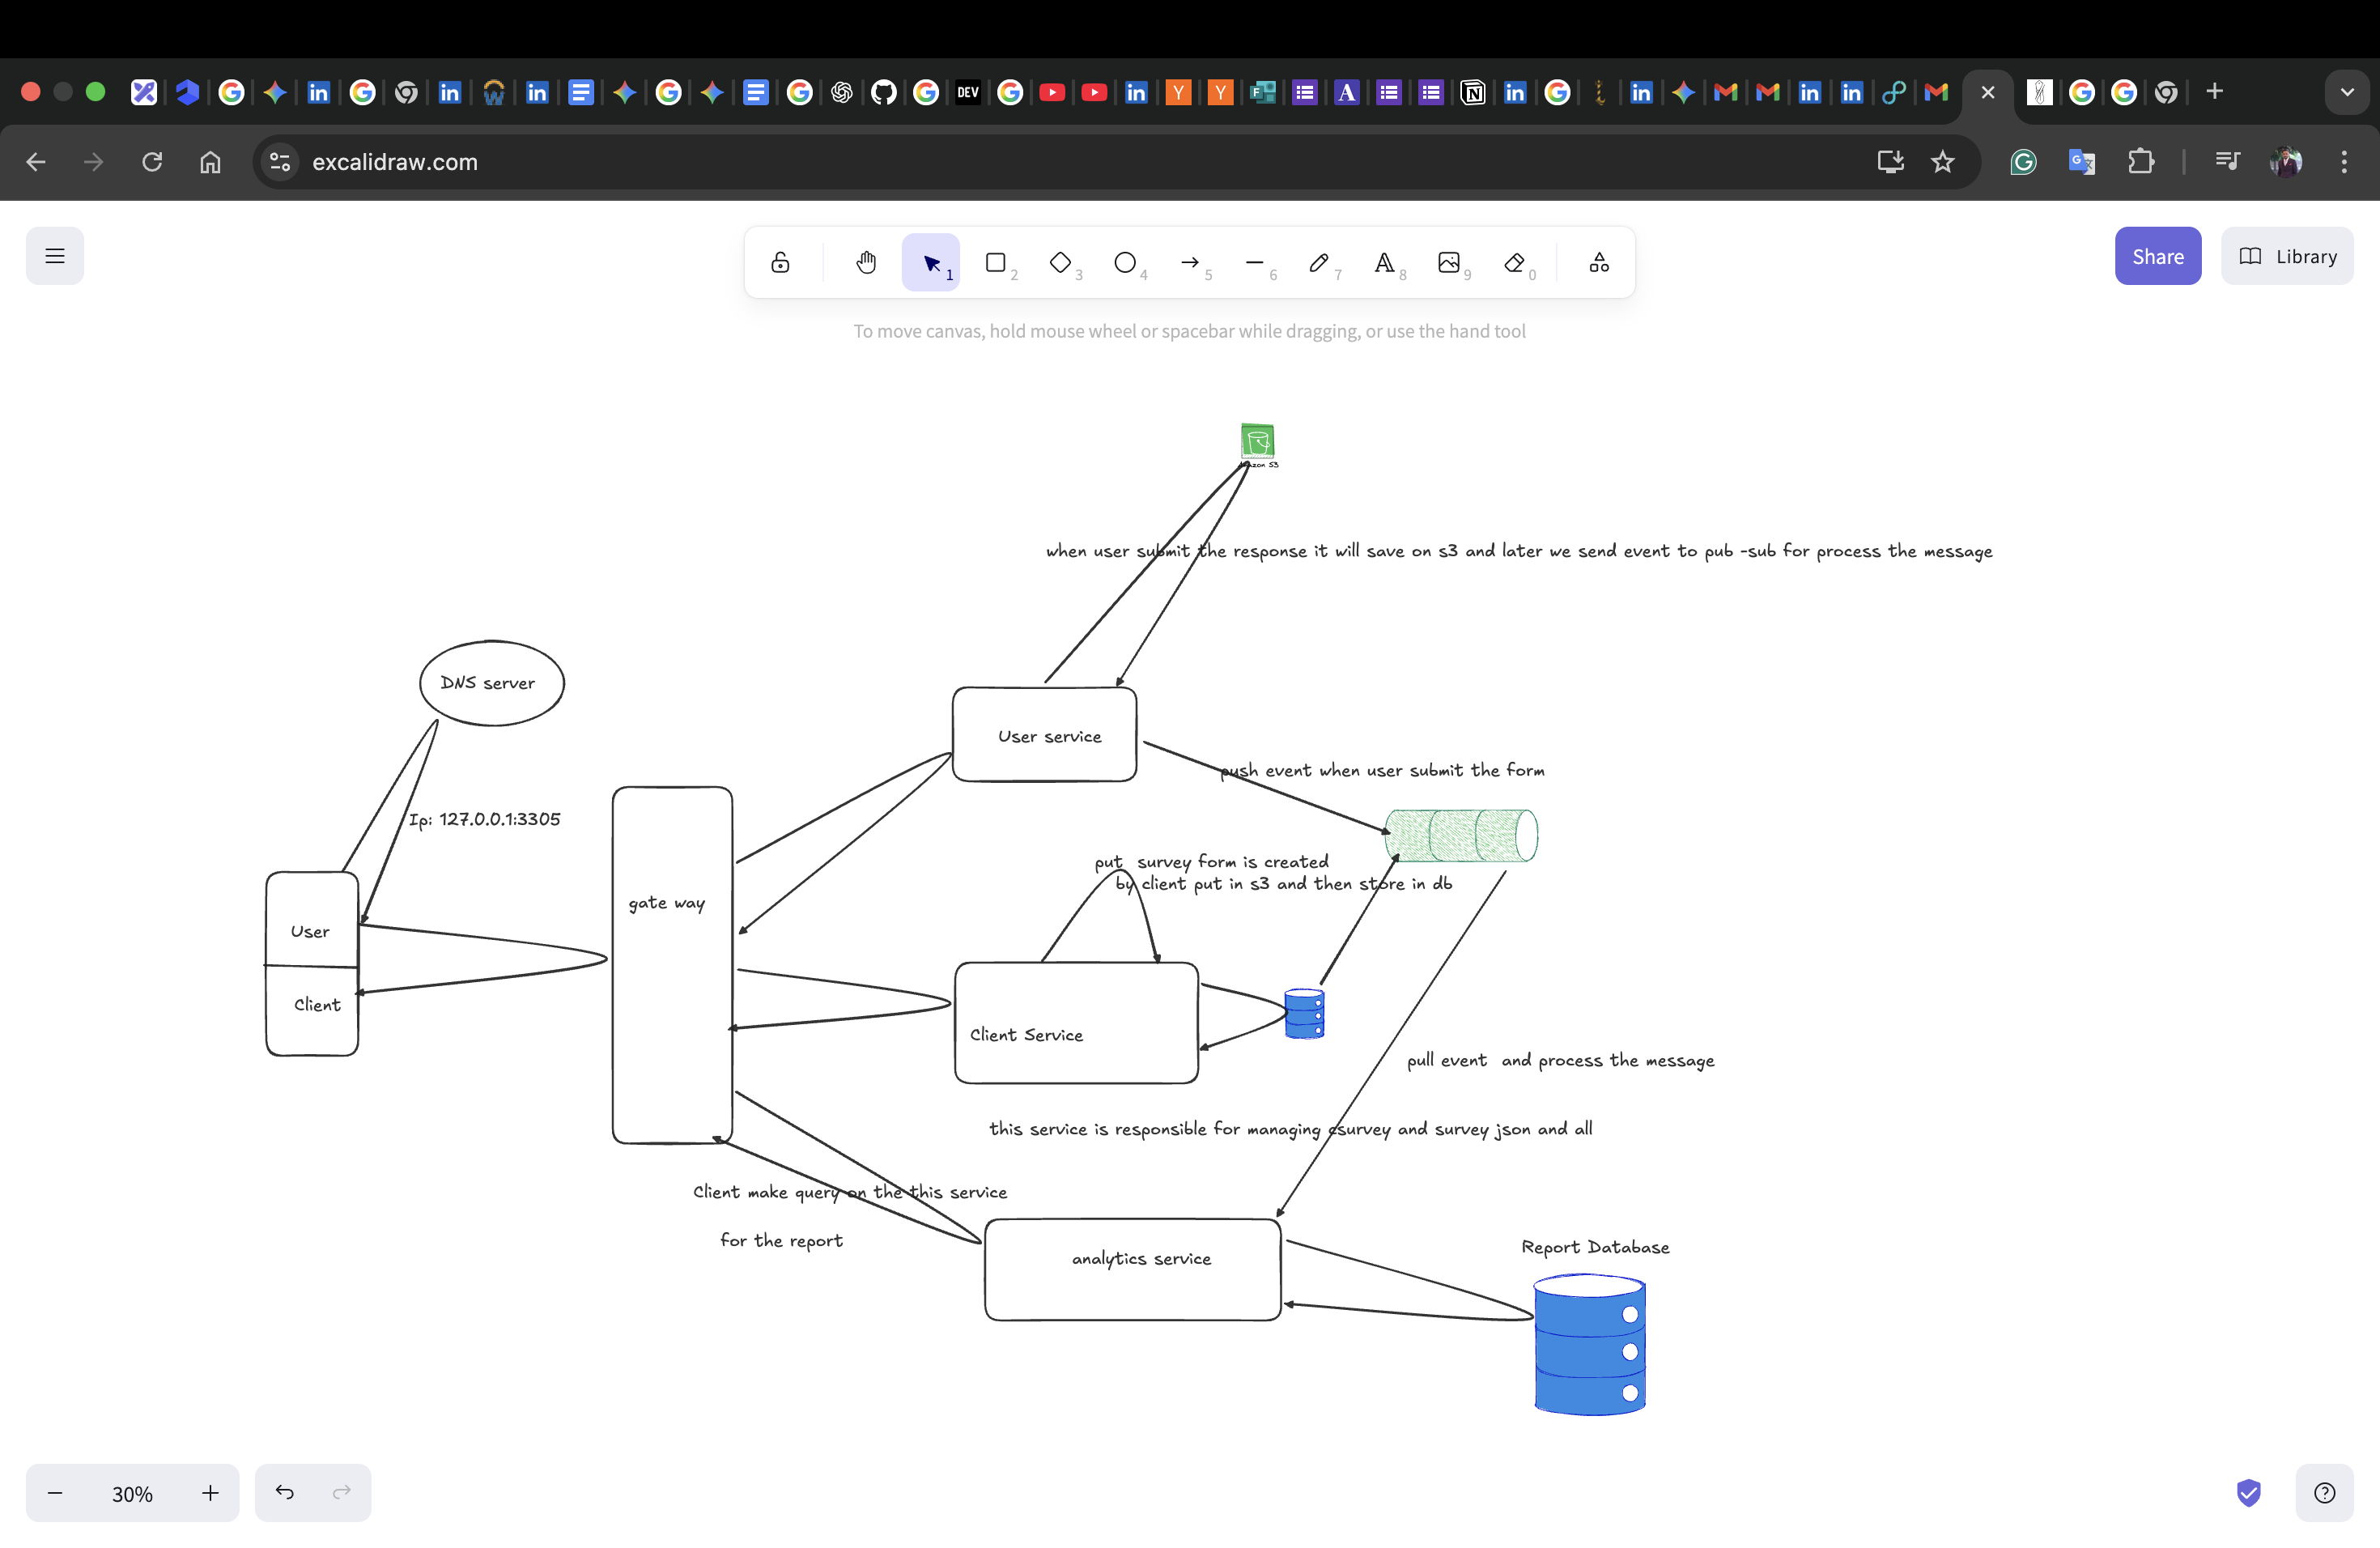 DEV
excalidraw.com
1
2
3
4
5
6
7
8
9
0
Share
Library
To move canvas, hold mouse wheel or spacebar while dragging, or use the hand tool
S3
when user submit the response it will save on s3 and later we send event to pub -sub for process the message
DNS server
User service
push event when user submit the form
Ip: 127.0.0.1:3305
put survey form is created
by client put in s3 and then store in db
gate way
User
Client
Client Service
pull event and process the message
this service is responsible for managing csurvey and survey json and all
Client make query on the this service
for the report
analytics service
Report Database
30%